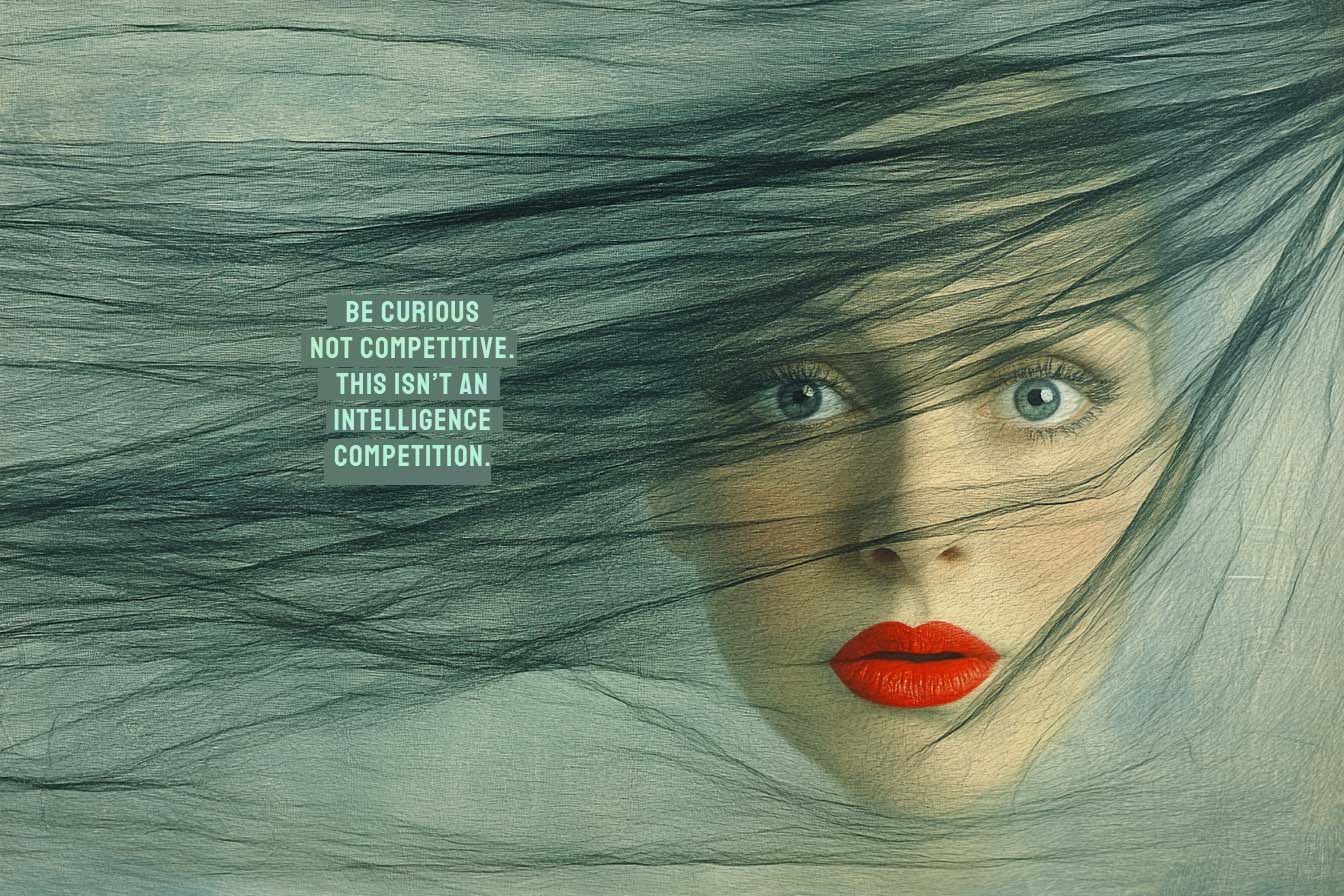 BE CURIOUS
NOT COMPETITIVE.
THIS ISN’T AN
INTELLIGENCE
COMPETITION.